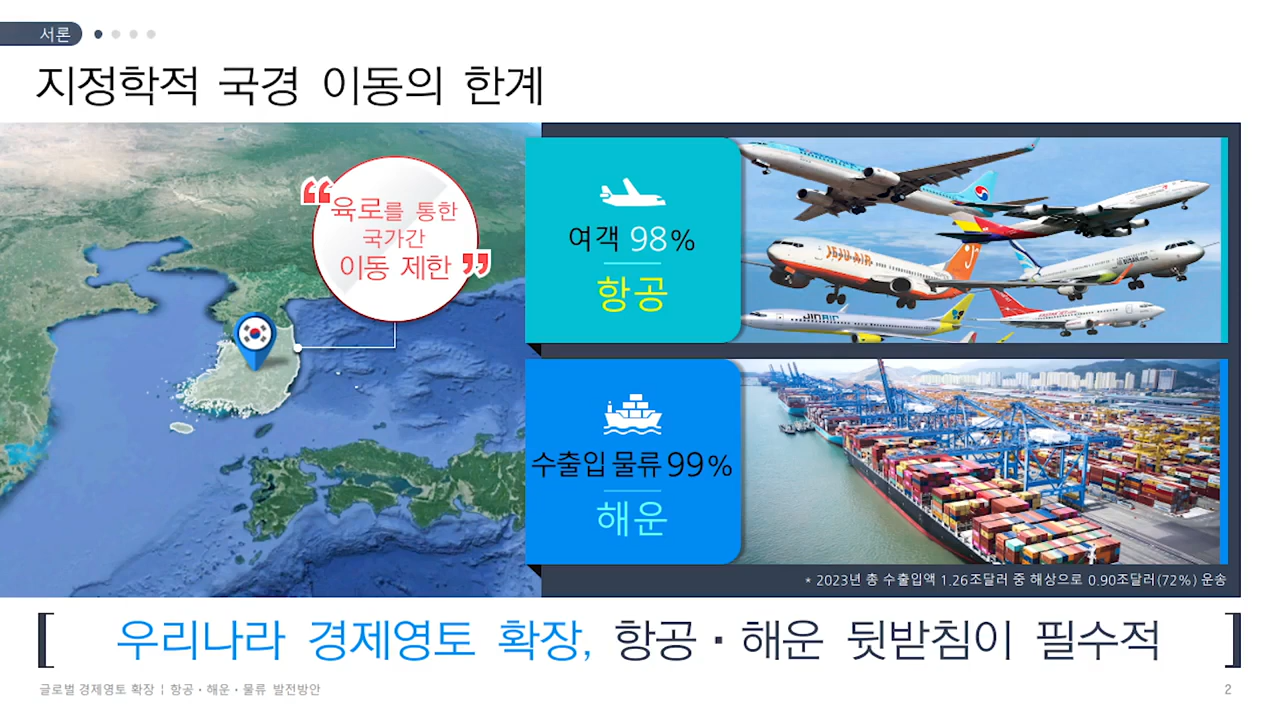 서론
지정학적 국경 이동의 한계
“육로를 통한
국가간
이동 제한”
여객 98%
항공
JEJU AIR
JINAIR
수출입 물류 99%
해운
* 2023년 총 수출입액 1.26조달러 중 해상으로 0.90조달러(72%) 운송
[ 우리나라 경제영토 확장, 항공·해운 뒷받침이 필수적 ]
글로벌 경제영토 확장 ¦ 항공·해운·물류 발전방안
2